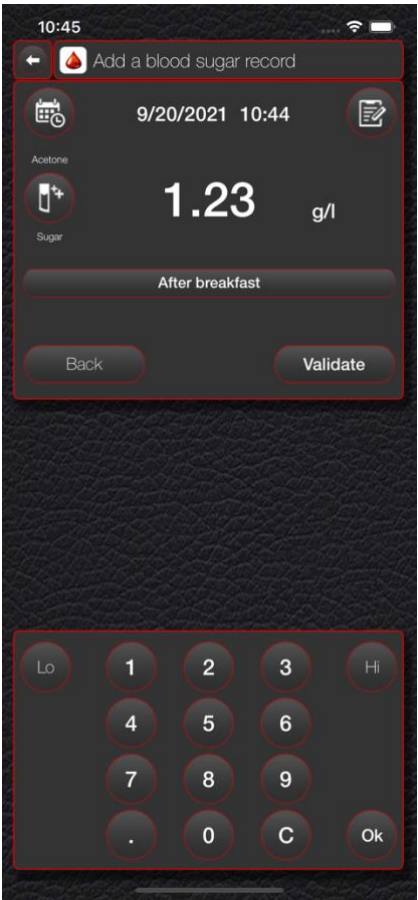 10:45
Add a blood sugar record
9/20/2021 10:44
Acetone
1.23 g/l
Sugar
After breakfast
Back Validate
Lo 1 2 3 Hi
4 5 6
7 8 9
. 0 C Ok